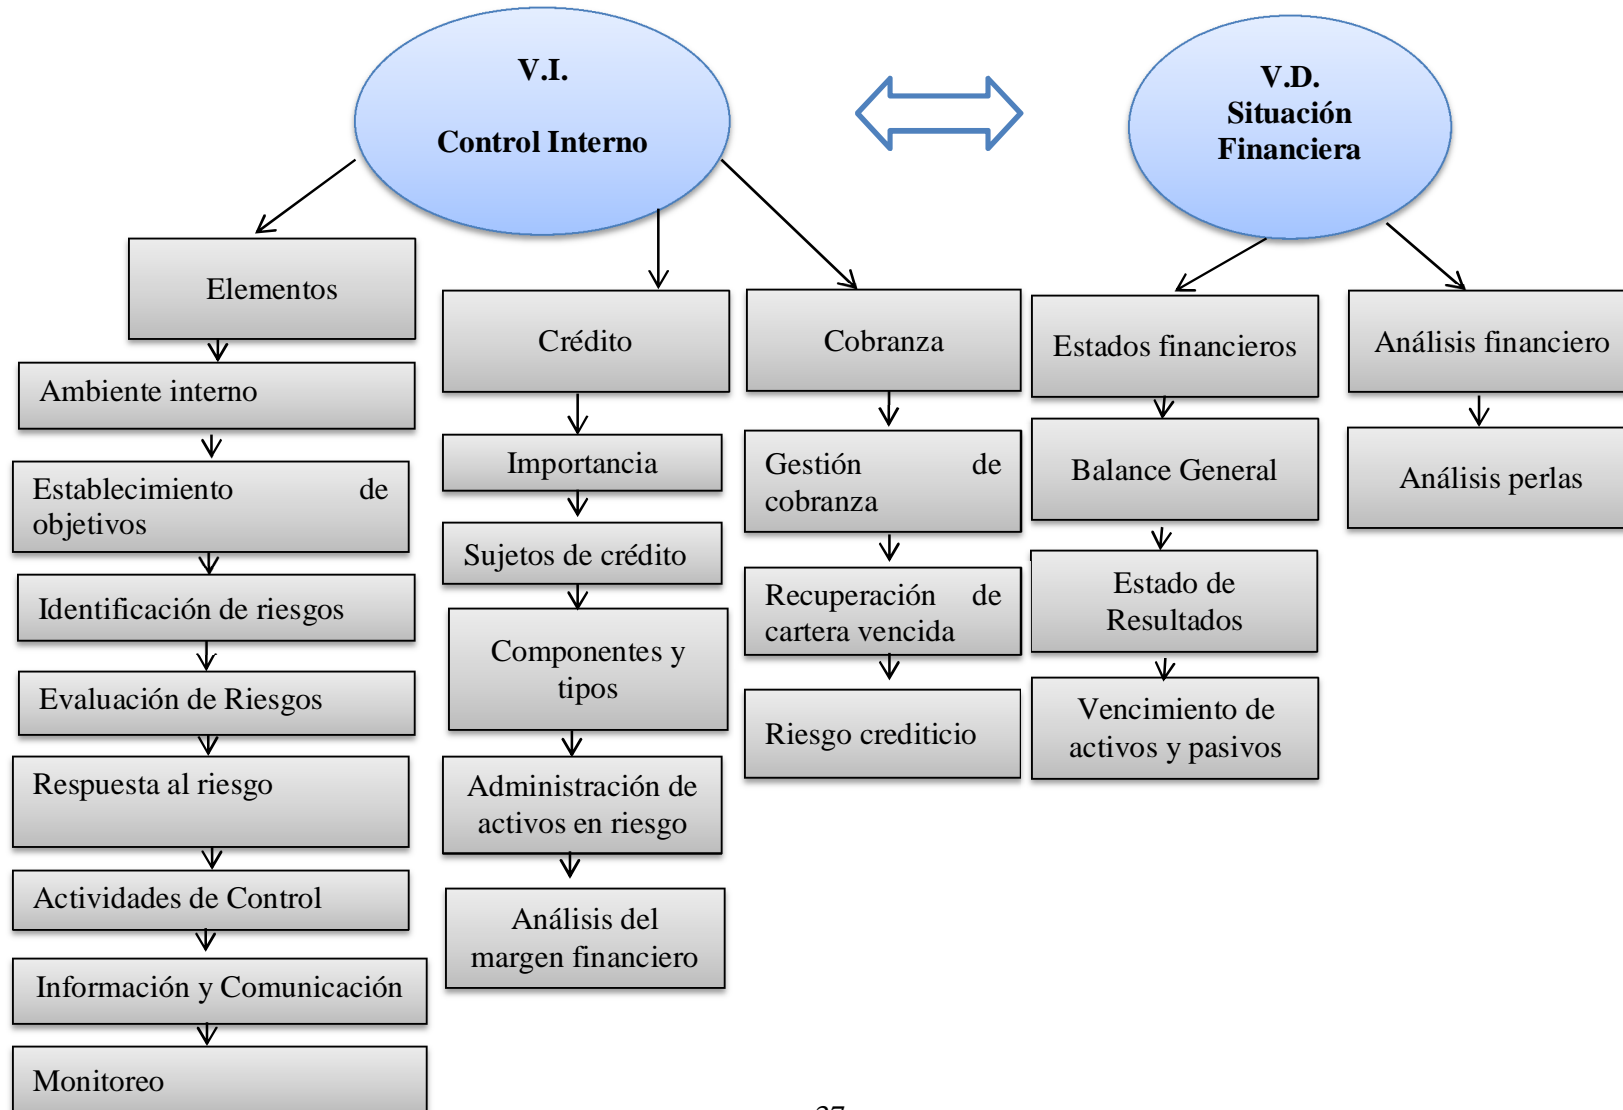 V.I.
Control Interno
V.D.
Situación
Financiera
Elementos
Ambiente interno
Establecimiento de
objetivos
Identificación de riesgos
Evaluación de Riesgos
Respuesta al riesgo
Actividades de Control
Información y Comunicación
Monitoreo
Crédito
Importancia
Sujetos de crédito
Componentes y
tipos
Administración de
activos en riesgo
Análisis del
margen financiero
Cobranza
Gestión de
cobranza
Recuperación de
cartera vencida
Riesgo crediticio
Estados financieros
Balance General
Estado de
Resultados
Vencimiento de
activos y pasivos
Análisis financiero
Análisis perlas
37